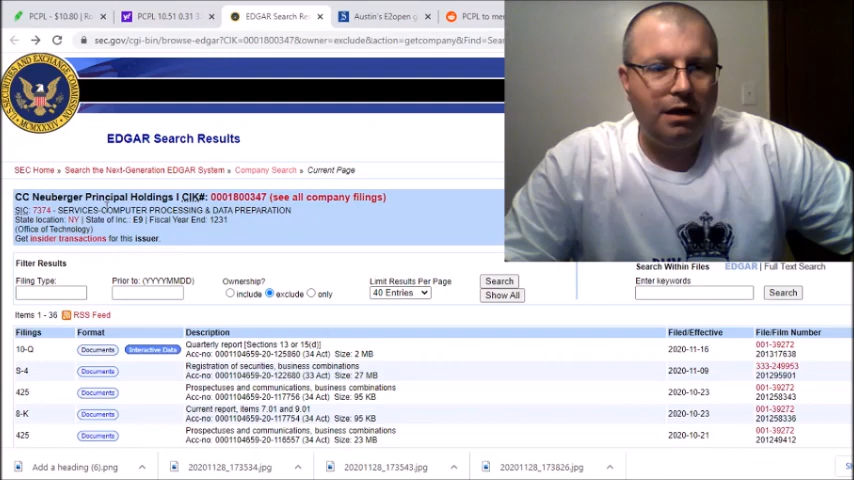 PCPL - $10.80 | Ro
PCPL 10.51 0.31 3.
EDGAR Search Res
Austin's E2open g
PCPL to me
sec.gov/cgi-bin/browse-edgar?CIK=0001800347&owner=exclude&action=getcompany&Find=Sear
EDGAR Search Results
SEC Home » Search the Next-Generation EDGAR System » Company Search » Current Page
CC Neuberger Principal Holdings I CIK#: 0001800347 (see all company filings)
SIC: 7374 - SERVICES-COMPUTER PROCESSING & DATA PREPARATION
State location: NY | State of Inc.: E9 | Fiscal Year End: 1231
(Office of Technology)
Get insider transactions for this issuer.
Filter Results
Filing Type:
Prior to: (YYYYMMDD)
Ownership?
include exclude only
Limit Results Per Page
40 Entries
Search
Show All
Search Within Files EDGAR | Full Text Search
Enter keywords
Search
Items 1 - 36 RSS Feed
Filings Format Description Filed/Effective File/Film Number
10-Q Documents Interactive Data Quarterly report [Sections 13 or 15(d)] 2020-11-16 001-39272
Acc-no: 0001104659-20-125860 (34 Act) Size: 2 MB 201317638
S-4 Documents Registration of securities, business combinations 2020-11-09 333-249953
Acc-no: 0001104659-20-122680 (33 Act) Size: 27 MB 201295901
425 Documents Prospectuses and communications, business combinations 2020-10-23 001-39272
Acc-no: 0001104659-20-117756 (34 Act) Size: 95 KB 201258343
8-K Documents Current report, items 7.01 and 9.01 2020-10-23 001-39272
Acc-no: 0001104659-20-117754 (34 Act) Size: 95 KB 201258336
425 Documents Prospectuses and communications, business combinations 2020-10-21 001-39272
Acc-no: 0001104659-20-116557 (34 Act) Size: 23 MB 201249412
Add a heading (6).png
20201128_173534.jpg
20201128_173543.jpg
20201128_173826.jpg